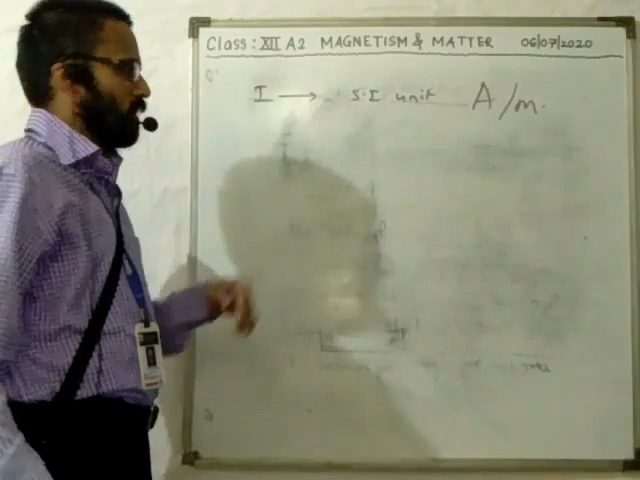 Class: XII A2 MAGNETISM & MATTER 06/07/2020
I → S.I unit A/m.